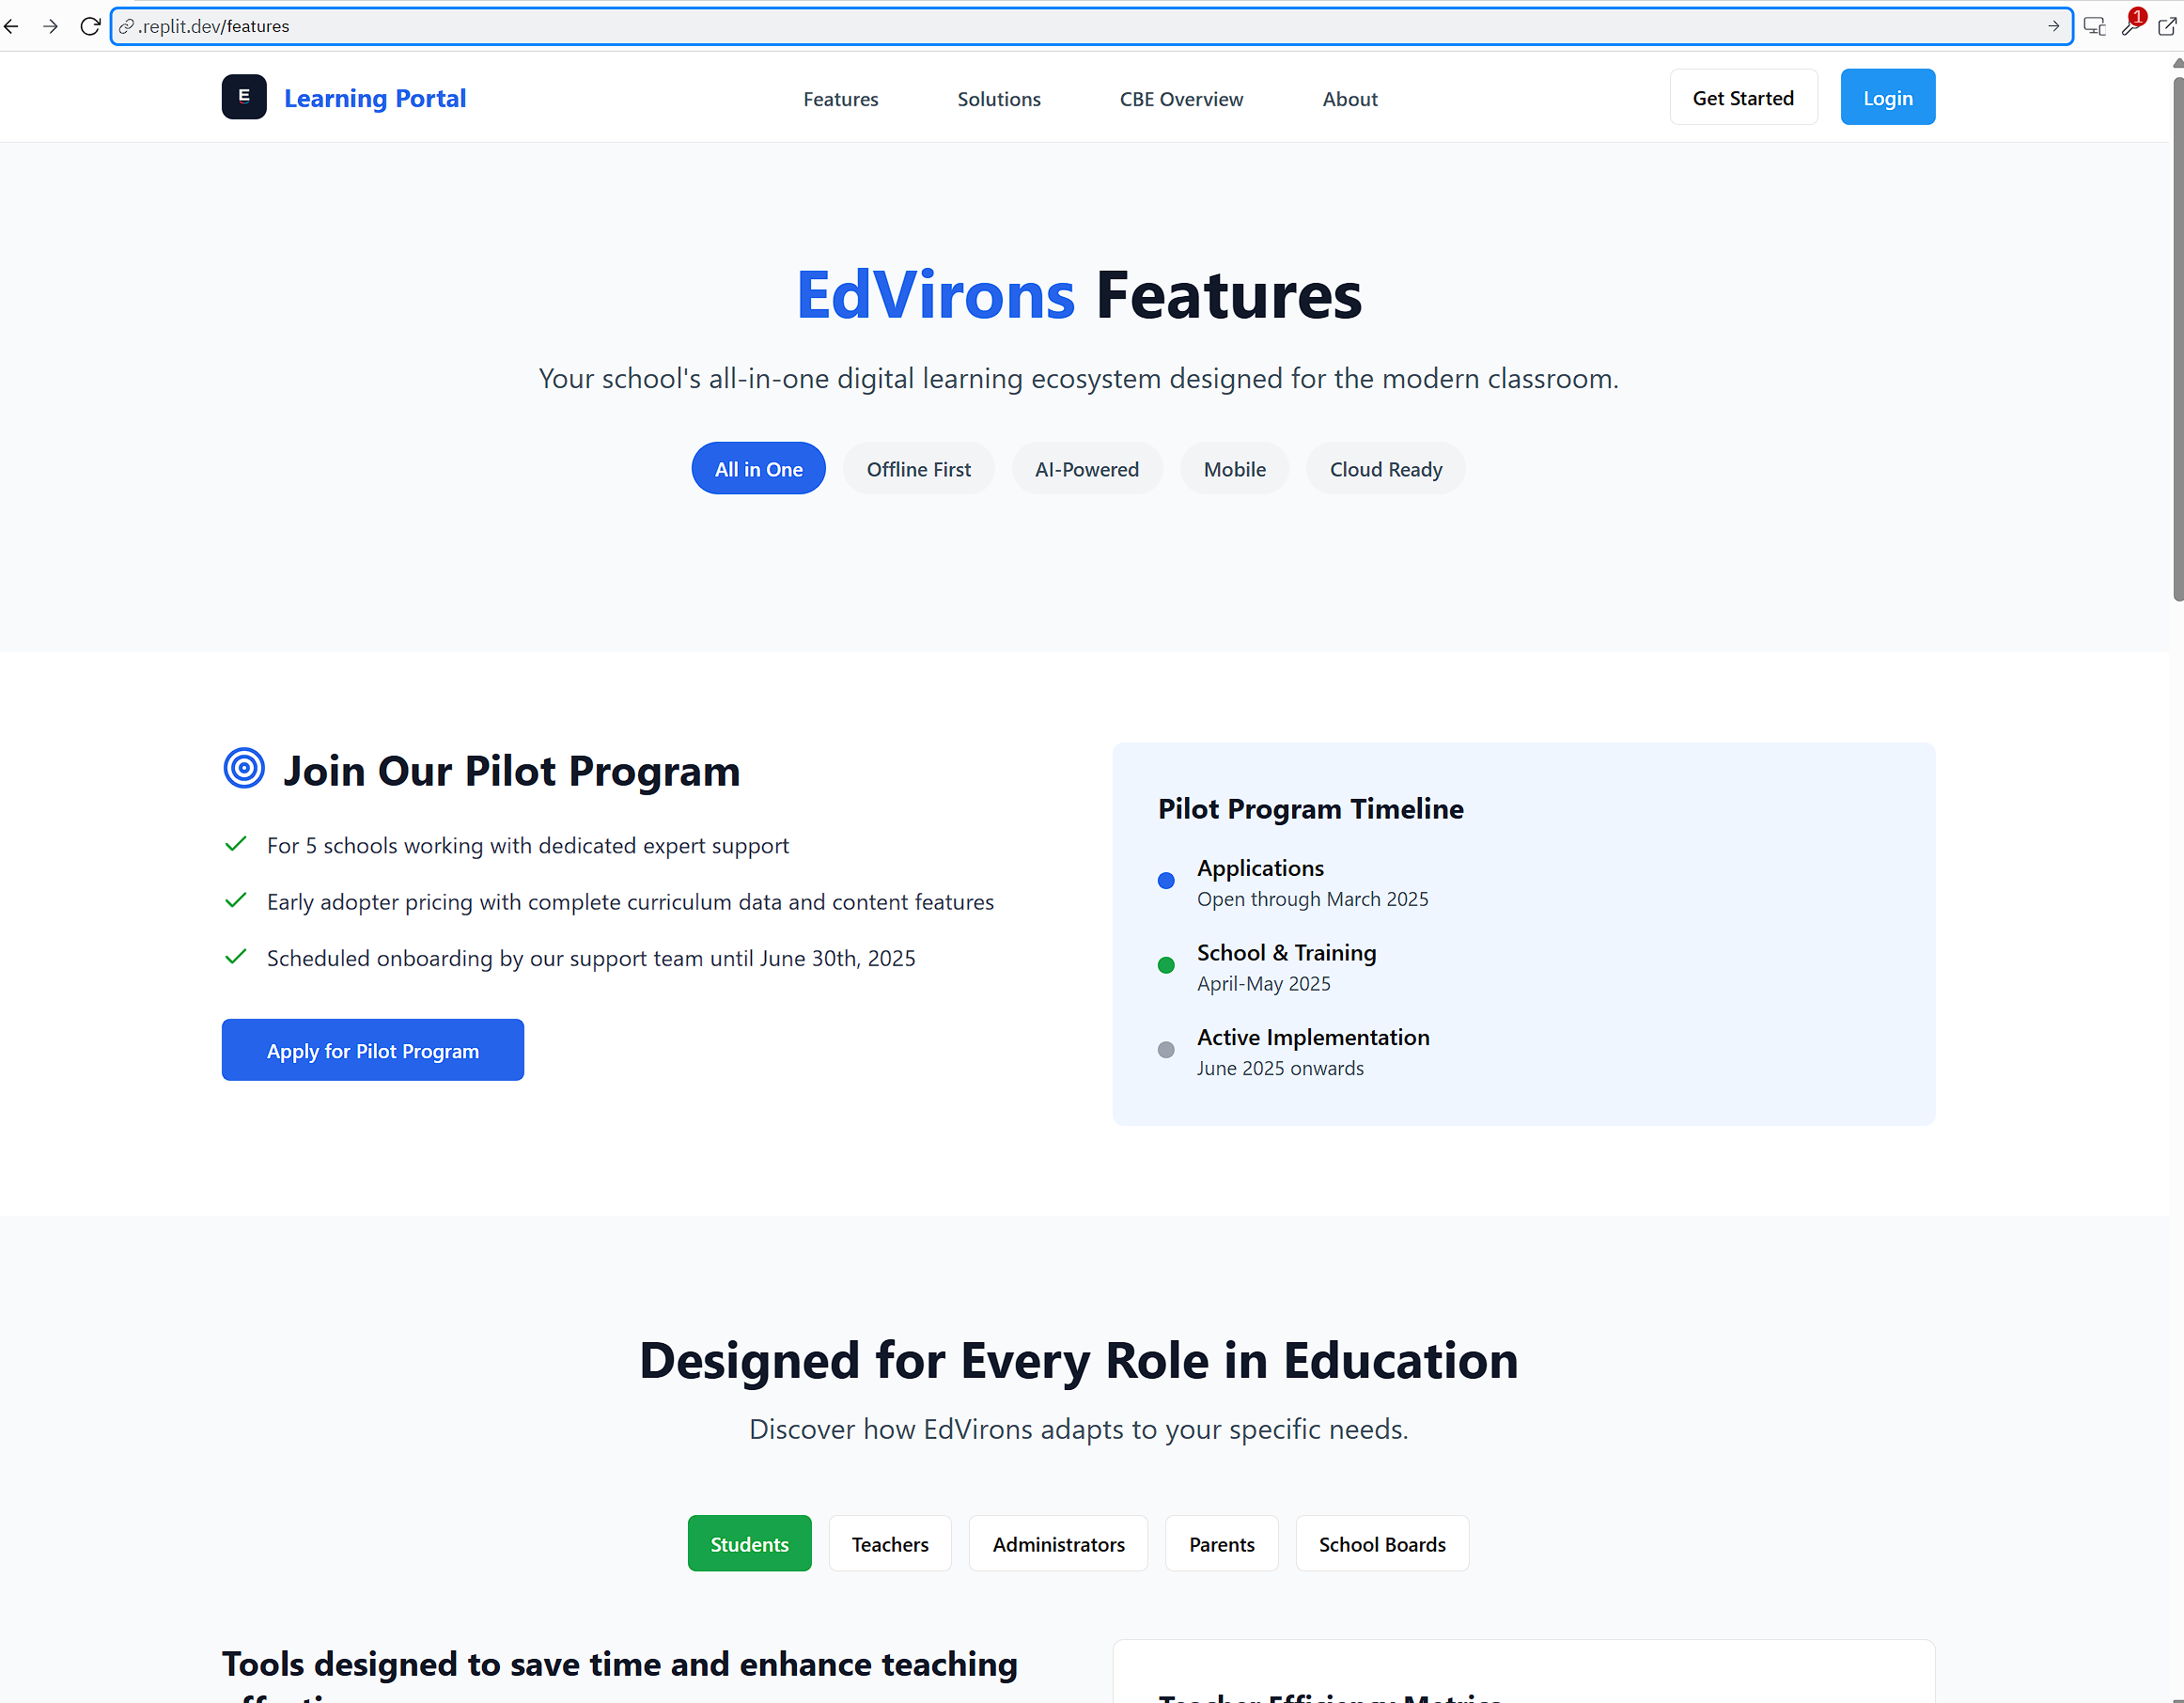 .replit.dev/features
1
E
Learning Portal
Features
Solutions
CBE Overview
About
Get Started
Login
EdVirons Features
Your school's all-in-one digital learning ecosystem designed for the modern classroom.
All in One
Offline First
AI-Powered
Mobile
Cloud Ready
Join Our Pilot Program
For 5 schools working with dedicated expert support
Early adopter pricing with complete curriculum data and content features
Scheduled onboarding by our support team until June 30th, 2025
Apply for Pilot Program
Pilot Program Timeline
Applications
Open through March 2025
School & Training
April-May 2025
Active Implementation
June 2025 onwards
Designed for Every Role in Education
Discover how EdVirons adapts to your specific needs.
Students
Teachers
Administrators
Parents
School Boards
Tools designed to save time and enhance teaching
Teacher Efficiency Metrics